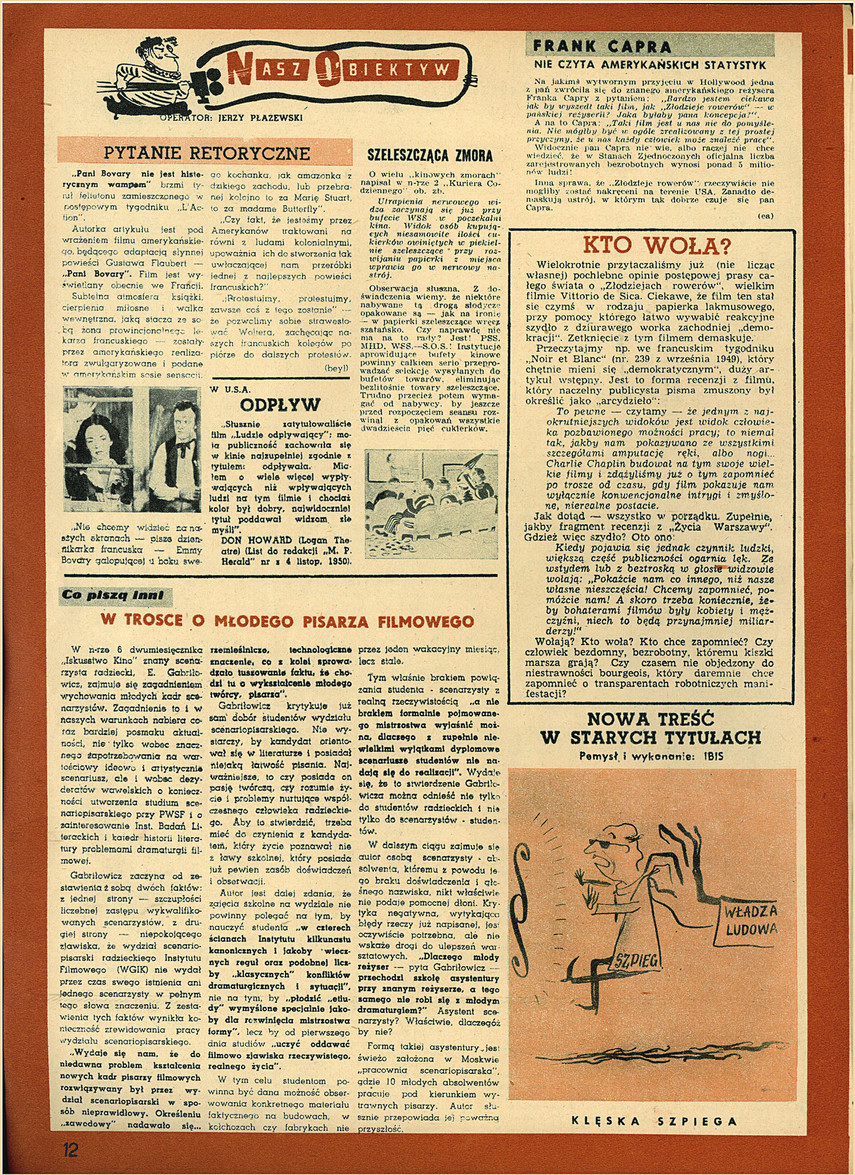 NASZ OBIEKTYW
OPERATOR: JERZY PŁAŻEWSKI
PYTANIE RETORYCZNE
„Pani Bovary nie jest histe-
rycznym wampem” brzmi ty-
tuł feletonu zamieszczonego w
postępowym tygodniku „L'Ac-
tion”.
Autorka artykułu jest pod
wrażeniem filmu amerykańskie-
go, będącego adaptacją słynnej
powieści Gustawa Flaubert —
„Pani Bovary”. Film jest wy-
świetlany obecnie we Francji.
Subtelna atmosfera książki,
cierpienia miłosne i walka
wewnętrzna, jaką stacza ze so-
bą żona prowincjonalnego le-
karza francuskiego — zostały
przez amerykańskiego realiza-
tora zwulgaryzowane i podane
w amerykańskim sosie sensacji.
„Nie chcemy widzieć na na-
szych ekranach — pisze dzien-
nikarka francuska — Emmy
Bovary galopującej u boku swe-
go kochanka, jak amazonka z
dzikiego zachodu, lub przebra-
nej kolejno to za Marię Stuart,
to za madame Butterfly”.
„Czy fakt, że jesteśmy przez
Amerykanów traktowani na
równi z ludami kolonialnymi,
upoważnia ich do stworzenia tak
uwłaczającej nam przeróbki
jednej z najlepszych powieści
francuskich?”
„Protestujmy, protestujmy,
zawsze coś z tego zostanie” —
że pozwolimy sobie strawesto-
wać Woltera, zachęcając na-
szych francuskich kolegów po
piórze do dalszych protestów.
(beyl)
W U.S.A.
ODPŁYW
„Słusznie zatytułowaliście
film „Ludzie odpływający”: mo-
ja publiczność zachowała się
w kinie najzupełniej zgodnie z
tytułem: odpływała. Mia-
łem o wiele więcej wypły-
wających niż wpływających
ludzi na tym filmie i chociaż
kolor był dobry, najwidoczniej
tytuł poddawał widzom złe
myśli”.
DON HOWARD (Logan The-
atre) (List do redakcji „M. P.
Herald” nr z 4 listop. 1950).
SZELESZCZĄCA ZMORA
O wielu „kinowych zmorach”
napisał w n-rze 2 „Kuriera Co-
dziennego” ob. zb.
Utrapienia nerwowego wi-
dza zaczynają się już przy
bufecie WSS w poczekalni
kina. Widok osób kupują-
cych niesamowite ilości cu-
kierków owiniętych w piekiel-
nie szeleszczące przy roz-
wijaniu papierki z miejsca
wprawia go w nerwowy na-
strój.
Obserwacja słuszna. Z do-
świadczenia wiemy, że niektóre
nabywane tą drogą słodycze
opakowane są — jak na ironię
— w papierki szeleszczące wręcz
szatańsko. Czy naprawdę nie
ma na to rady? Jest! PSS,
MHD, WSS.—S.O.S.! Instytucje
aprowidujące bufety kinowe
powinny całkiem serio przepro-
wadzać selekcję wysyłanych do
bufetów towarów, eliminując
bezlitośnie towary szeleszczące.
Trudno przecież potem wyma-
gać od nabywcy, by jeszcze
przed rozpoczęciem seansu roz-
winął z opakowań wszystkie
dwadzieścia pięć cukierków.
FRANK CAPRA
NIE CZYTA AMERYKAŃSKICH STATYSTYK
Na jakimś wytwornym przyjęciu w Hollywood jedna
z pań zwróciła się do znanego amerykańskiego reżysera
Franka Capry z pytaniem: „Bardzo jestem ciekawa
jak by wyszedł taki film, jak „Złodzieje rowerów” — w
pańskiej reżyserii? Jaka byłaby pana koncepcja?”.
A na to Capra: „Taki film jest u nas nie do pomyśle-
nia. Nie mógłby być w ogóle zrealizowany z tej prostej
przyczyny, że u nas każdy człowiek może znaleźć pracę”.
Widocznie pan Capra nie wie, albo raczej nie chce
wiedzieć, że w Stanach Zjednoczonych oficjalna liczba
zarejestrowanych bezrobotnych wynosi ponad 5 milio-
nów ludzi!
Inna sprawa, że „Złodzieje rowerów” rzeczywiście nie
mogliby zostać nakręceni na terenie USA. Zanadto de-
maskują ustrój, w którym tak dobrze czuje się pan
Capra.
(ea)
KTO WOŁA?
Wielokrotnie przytaczaliśmy już (nie licząc
własnej) pochlebne opinie postępowej prasy ca-
łego świata o „Złodziejach rowerów”, wielkim
filmie Vittorio de Sica. Ciekawe, że film ten stał
się czymś w rodzaju papierka lakmusowego,
przy pomocy którego łatwo wywabić reakcyjne
szydło z dziurawego worka zachodniej „demo-
kracji”. Zetknięcie z tym filmem demaskuje.
Przeczytajmy np. we francuskim tygodniku
„Noir et Blanc” (nr. 239 z września 1949), który
chętnie mieni się „demokratycznym”, duży ar-
tykuł wstępny. Jest to forma recenzji z filmu,
który naczelny publicysta pisma zmuszony był
określić jako „arcydzieło”:
To pewne — czytamy — że jednym z naj-
okrutniejszych widoków jest widok człowie-
ka pozbawionego możności pracy; to niemal
tak, jakby nam pokazywano ze wszystkimi
szczegółami amputację ręki, albo nogi...
Charlie Chaplin budował na tym swoje wiel-
kie filmy i zdążyliśmy już o tym zapomnieć
po trosze od czasu, gdy film pokazuje nam
wyłącznie konwencjonalne intrygi i zmyślo-
ne, nierealne postacie.
Jak dotąd — wszystko w porządku. Zupełnie,
jakby fragment recenzji z „Życia Warszawy”.
Gdzież więc szydło? Oto ono:
Kiedy pojawia się jednak czynnik ludzki,
większą część publiczności ogarnia lęk. Ze
wstydem lub z beztroską w głosie widzowie
wołają: „Pokażcie nam co innego, niż nasze
własne nieszczęścia! Chcemy zapomnieć, po-
móżcie nam! A skoro trzeba koniecznie, że-
by bohaterami filmów były kobiety i męż-
czyźni, niech to będą przynajmniej miliar-
derzy!”
Wołają? Kto woła? Kto chce zapomnieć? Czy
człowiek bezdomny, bezrobotny, któremu kiszki
marsza grają? Czy czasem nie objedzony do
niestrawności bourgeois, który daremnie chce
zapomnieć o transparentach robotniczych mani-
festacji?
Co piszą inni
W TROSCE O MŁODEGO PISARZA FILMOWEGO
W n-rze 6 dwumiesięcznika
„Iskusstwo Kino” znany scena-
rzysta radziecki, E. Gabriło-
wicz, zajmuje się zagadnieniem
wychowania młodych kadr sce-
narzystów. Zagadnienie to i w
naszych warunkach nabiera co-
raz bardziej posmaku aktual-
ności, nie tylko wobec znacz-
nego zapotrzebowania na war-
tościowy ideowo i artystycznie
scenariusz, ale i wobec dezy-
deratów wawelskich o koniecz-
ności utworzenia studium sce-
nariopisarskiego przy PWSF i o
zainteresowanie Inst. Badań Li-
terackich i katedr historii litera-
tury problemami dramaturgii fil-
mowej.
Gabriłowicz zaczyna od ze-
stawienia z sobą dwóch faktów:
z jednej strony — szczupłości
liczebnej zastępu wykwalifiko-
wanych scenarzystów, z dru-
giej strony — niepokojącego
zjawiska, że wydział scenario-
pisarski radzieckiego Instytutu
Filmowego (WGIK) nie wydał
przez czas swego istnienia ani
jednego scenarzysty w pełnym
tego słowa znaczeniu. Z zesta-
wienia tych faktów wynikła ko-
nieczność zrewidowania pracy
wydziału scenariopisarskiego.
„Wydaje się nam, że do
niedawna problem kształcenia
nowych kadr pisarzy filmowych
rozwiązywany był przez wy-
dział scenariopisarski w spo-
sób nieprawidłowy. Określeniu
„zawodowy” nadawało się...
rzemieślnicze, technologiczne
znaczenie, co z kolei sprowa-
dzało tuszowanie faktu, że cho-
dzi tu o wykształcenie młodego
twórcy, pisarza”.
Gabriłowicz krytykuje już
sam dobór studentów wydziału
scenariopisarskiego. Nie wy-
starczy, by kandydat oriento-
wał się w literaturze i posiadał
niejaką łatwość pisania. Naj-
ważniejsze, to czy posiada on
pasję twórczą, czy rozumie ży-
cie i problemy nurtujące współ-
czesnego człowieka radzieckie-
go. Aby to stwierdzić, trzeba
mieć do czynienia z kandyda-
tem, który życie poznawał nie
z ławy szkolnej, który posiada
już pewien zasób doświadczeń
i obserwacji.
Autor jest dalej zdania, że
zajęcia szkolne na wydziale nie
powinny polegać na tym, by
nauczyć studenta „w czterech
ścianach Instytutu kilkunastu
kanonicznych i jakoby wiecz-
nych reguł oraz podobnej licz-
by „klasycznych” konfliktów
dramaturgicznych i sytuacji”,
nie na tym, by „płodzić „etiu-
dy” wymyślone specjalnie jako-
by dla rozwinięcia mistrzostwa
formy”, lecz by od pierwszego
dnia studiów „uczyć oddawać
filmowo zjawiska rzeczywistego,
realnego życia”.
W tym celu studentom po-
winna być dana możność obser-
wowania konkretnego materiału
faktycznego na budowach, w
kołchozach czy fabrykach nie
przez jeden wakacyjny miesiąc,
lecz stale.
Tym właśnie brakiem powią-
zania studenta - scenarzysty z
realną rzeczywistością „a nie
brakiem formalnie pojmowane-
go mistrzostwa wyjaśnić moż-
na, dlaczego z zupełnie nie-
wielkimi wyjątkami dyplomowe
scenariusze studentów nie na-
dają się do realizacji”. Wydaje
się, że to stwierdzenie Gabriło-
wicza można odnieść nie tylko
do studentów radzieckich i nie
tylko do scenarzystów - studen-
tów.
W dalszym ciągu zajmuje się
autor osobą scenarzysty - ab-
solwenta, któremu z powodu je-
go braku doświadczenia i gło-
śnego nazwiska, nikt właściwie
nie podaje pomocnej dłoni. Kry-
tyka negatywna, wytykająca
błędy rzeczy już napisanej, jest
oczywiście potrzebna, ale nie
wskaże drogi do ulepszeń war-
sztatowych. „Dlaczego młody
reżyser — pyta Gabriłowicz —
przechodzi szkołę asystentury
przy znanym reżyserze, a tego
samego nie robi się z młodym
dramaturgiem?” Asystent sce-
narzysty? Właściwie, dlaczegóż
by nie?
Formą takiej asystentury jest
świeżo założona w Moskwie
„pracownia scenariopisarska”,
gdzie 10 młodych absolwentów
pracuje pod kierunkiem wy-
trawnych pisarzy. Autor słu-
sznie przepowiada jej poważną
przyszłość.
NOWA TREŚĆ
W STARYCH TYTUŁACH
Pomysł i wykonanie: IBIS
WŁADZA
LUDOWA
SZPIEG
KLĘSKA SZPIEGA
12